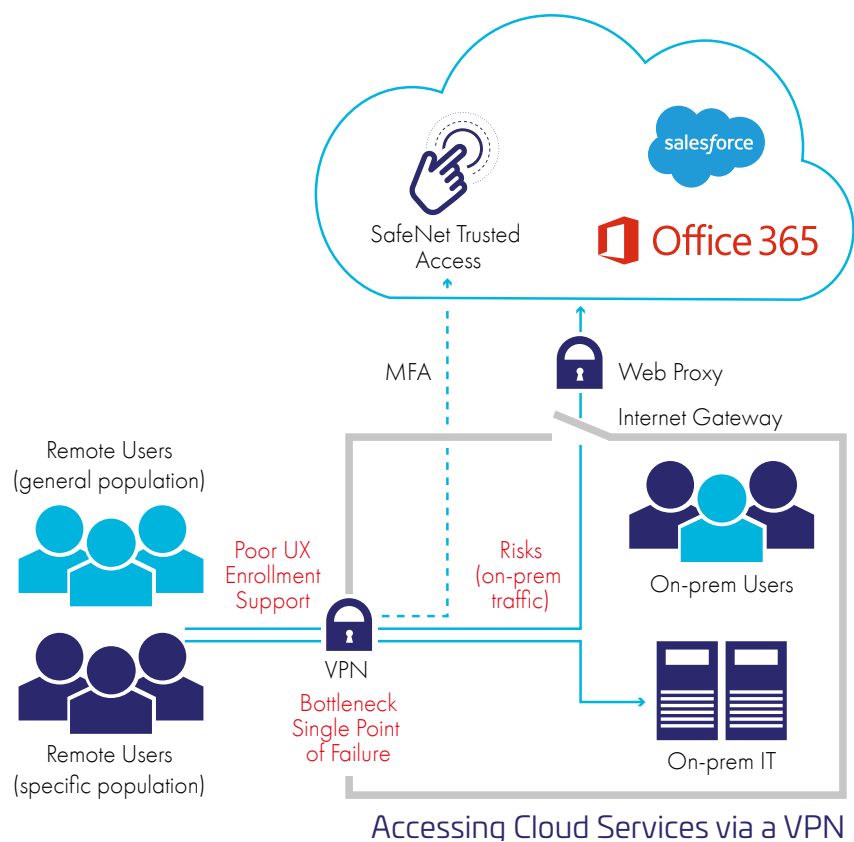 salesforce
SafeNet Trusted
Access
Office 365
MFA
Web Proxy
Internet Gateway
Remote Users
(general population)
Poor UX
Enrollment
Support
Risks
(on-prem
traffic)
On-prem Users
VPN
Bottleneck
Single Point
of Failure
Remote Users
(specific population)
On-prem IT
Accessing Cloud Services via a VPN